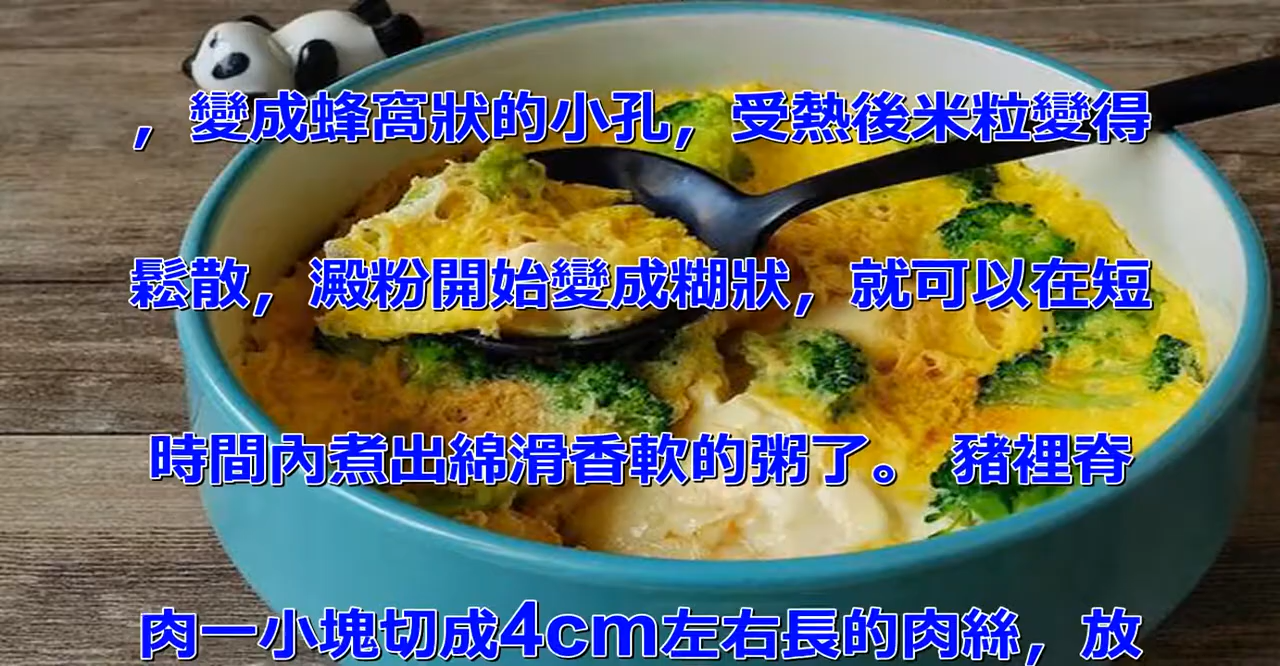 ，變成蜂窩狀的小孔，受熱後米粒變得
鬆散，澱粉開始變成糊狀，就可以在短
時間內煮出綿滑香軟的粥了。 豬裡脊
肉一小塊切成4cm左右長的肉絲，放